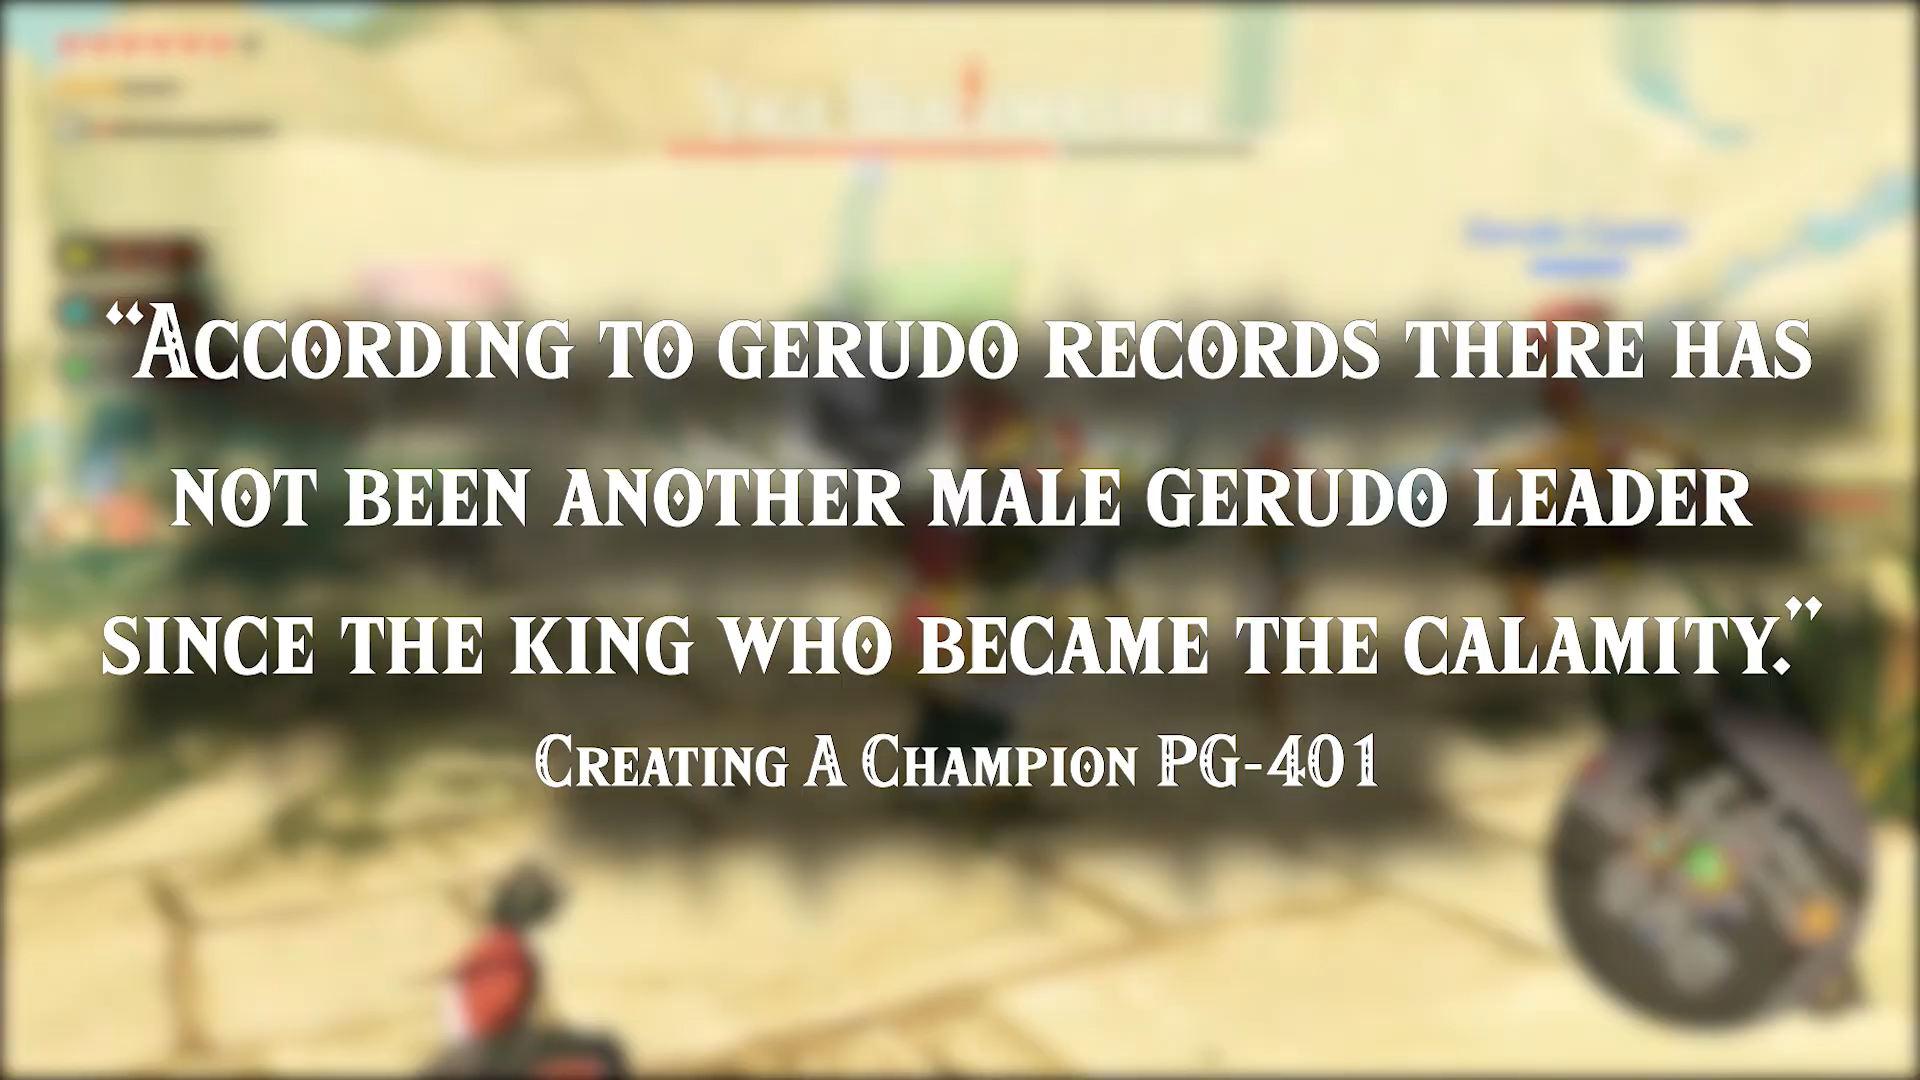 “According to gerudo records there has
not been another male gerudo leader
since the king who became the calamity.”
Creating A Champion PG-401